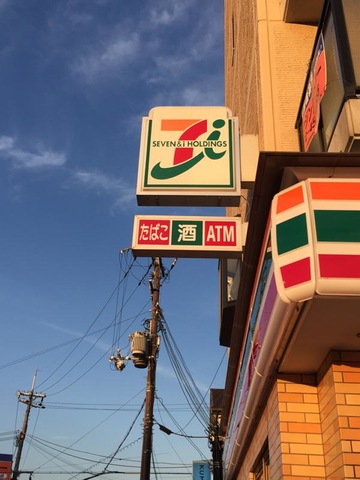 SEVEN&i HOLDINGS
たばこ 酒 ATM